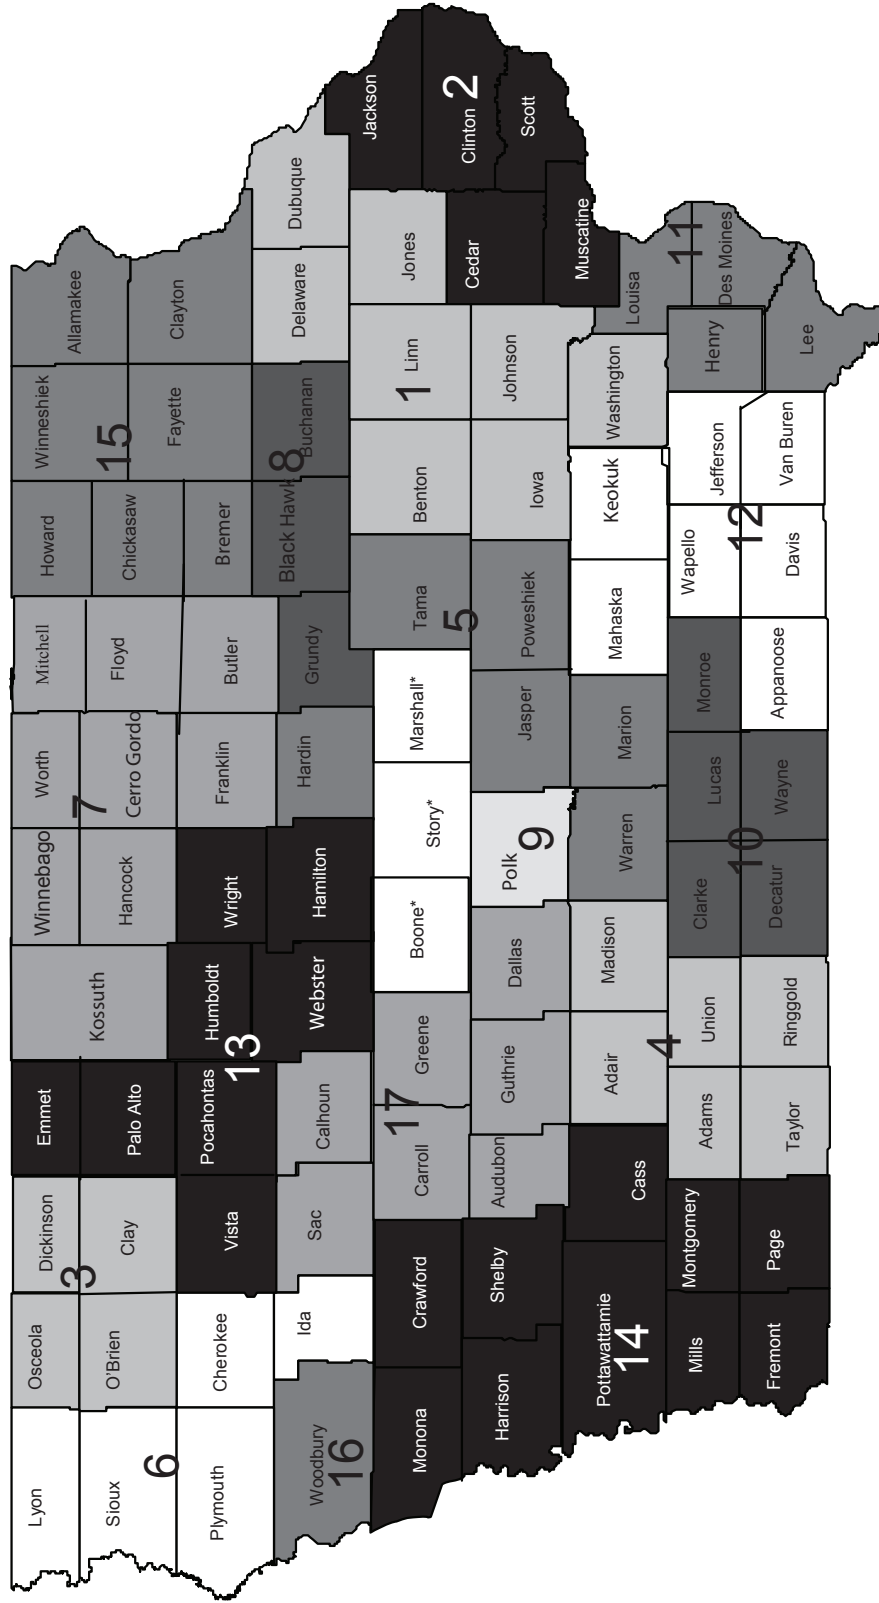 Lyon
Osceola
Dickinson
Emmet
Kossuth
Winnebago
Worth
Mitchell
Howard
Winneshiek
Allamakee
Sioux
O'Brien
3
Clay
Palo Alto
Hancock
7
Cerro Gordo
Floyd
Chickasaw
15
6
Plymouth
Cherokee
Vista
Pocahontas
Humboldt
Wright
Franklin
Butler
Bremer
Fayette
Clayton
13
Woodbury
16
Ida
Sac
Calhoun
Webster
Hamilton
Hardin
Grundy
Black Hawk
8
Buchanan
Delaware
Dubuque
Monona
Crawford
Carroll
17
Greene
Boone*
Story*
Marshall*
Tama
5
Benton
Linn
1
Jones
Jackson
Harrison
Shelby
Audubon
Guthrie
Dallas
Polk
9
Jasper
Poweshiek
Iowa
Johnson
Cedar
Clinton
2
Scott
Pottawattamie
14
Cass
Adair
4
Madison
Warren
Marion
Mahaska
Keokuk
Washington
Louisa
Muscatine
Mills
Montgomery
Adams
Union
Clarke
10
Lucas
Monroe
Wapello
12
Jefferson
Henry
11
Des Moines
Fremont
Page
Taylor
Ringgold
Decatur
Wayne
Appanoose
Davis
Van Buren
Lee